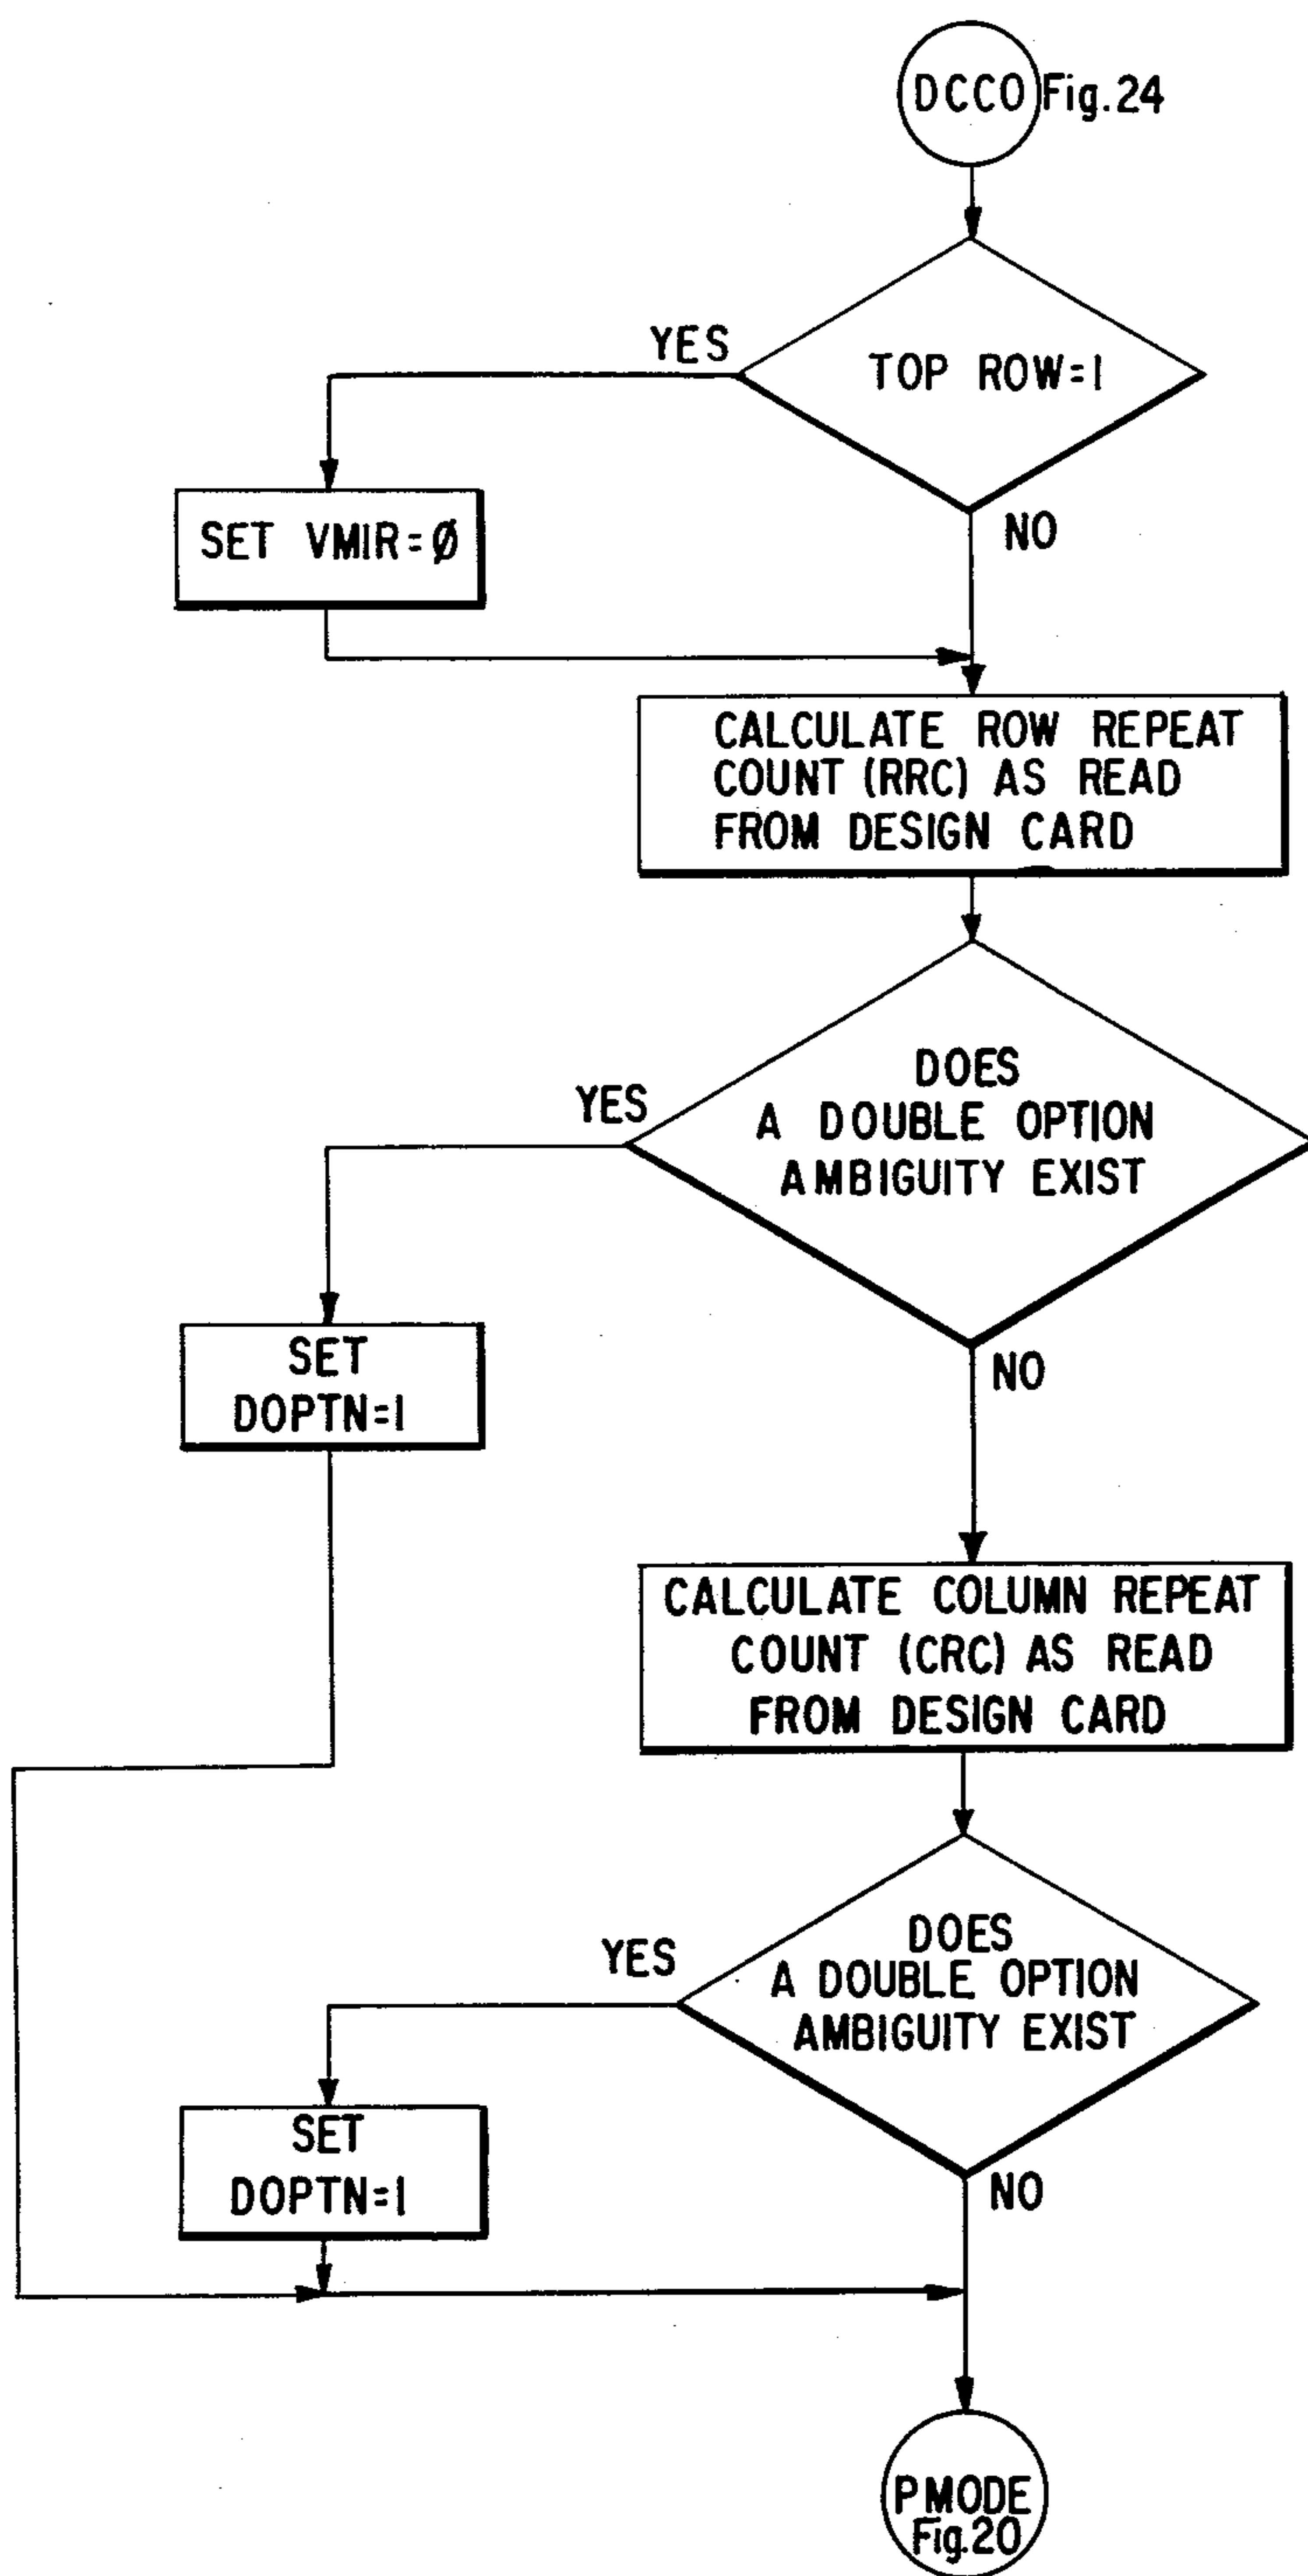 DCCO Fig.24
YES
TOP ROW=1
NO
SET VMIR=Ø
CALCULATE ROW REPEAT
COUNT (RRC) AS READ
FROM DESIGN CARD
YES
DOES
A DOUBLE OPTION
AMBIGUITY EXIST
NO
SET
DOPTN=1
CALCULATE COLUMN REPEAT
COUNT (CRC) AS READ
FROM DESIGN CARD
YES
DOES
A DOUBLE OPTION
AMBIGUITY EXIST
NO
SET
DOPTN=1
PMODE
Fig.20